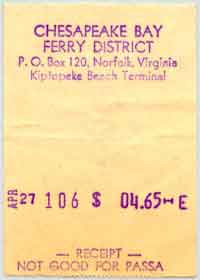 CHESAPEAKE BAY
FERRY DISTRICT
P. O. Box 120, Norfolk, Virginia
Kiptopeke Beach Terminal
APR 27 106 $ 04.65 E
— RECEIPT —
NOT GOOD FOR PASSA